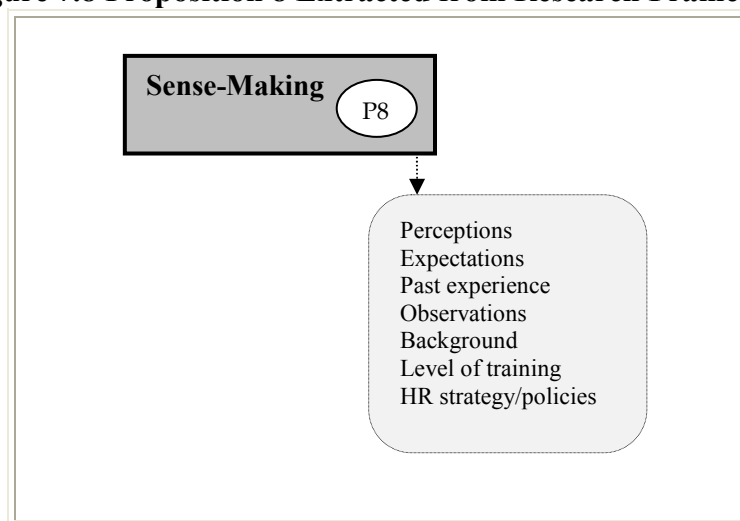 Proposition 8 Extracted from Research
Sense-Making
P8
Perceptions
Expectations
Past experience
Observations
Background
Level of training
HR strategy/policies